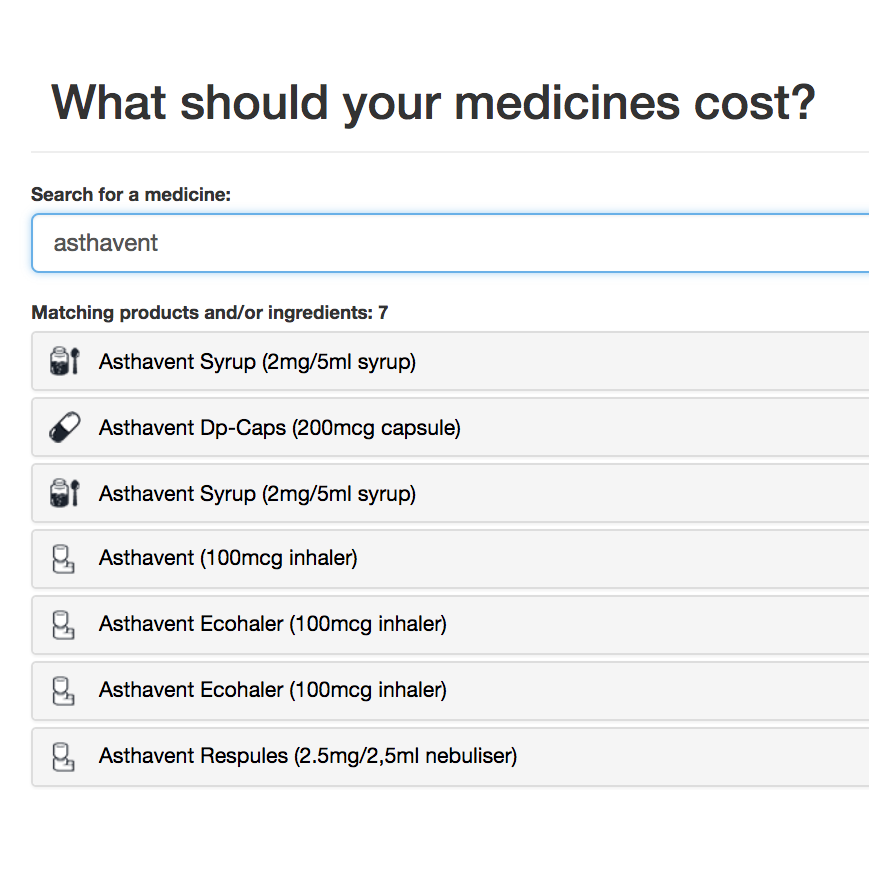 What should your medicines cost?
Search for a medicine:
asthavent
Matching products and/or ingredients: 7
Asthavent Syrup (2mg/5ml syrup)
Asthavent Dp-Caps (200mcg capsule)
Asthavent Syrup (2mg/5ml syrup)
Asthavent (100mcg inhaler)
Asthavent Ecohaler (100mcg inhaler)
Asthavent Ecohaler (100mcg inhaler)
Asthavent Respules (2.5mg/2,5ml nebuliser)